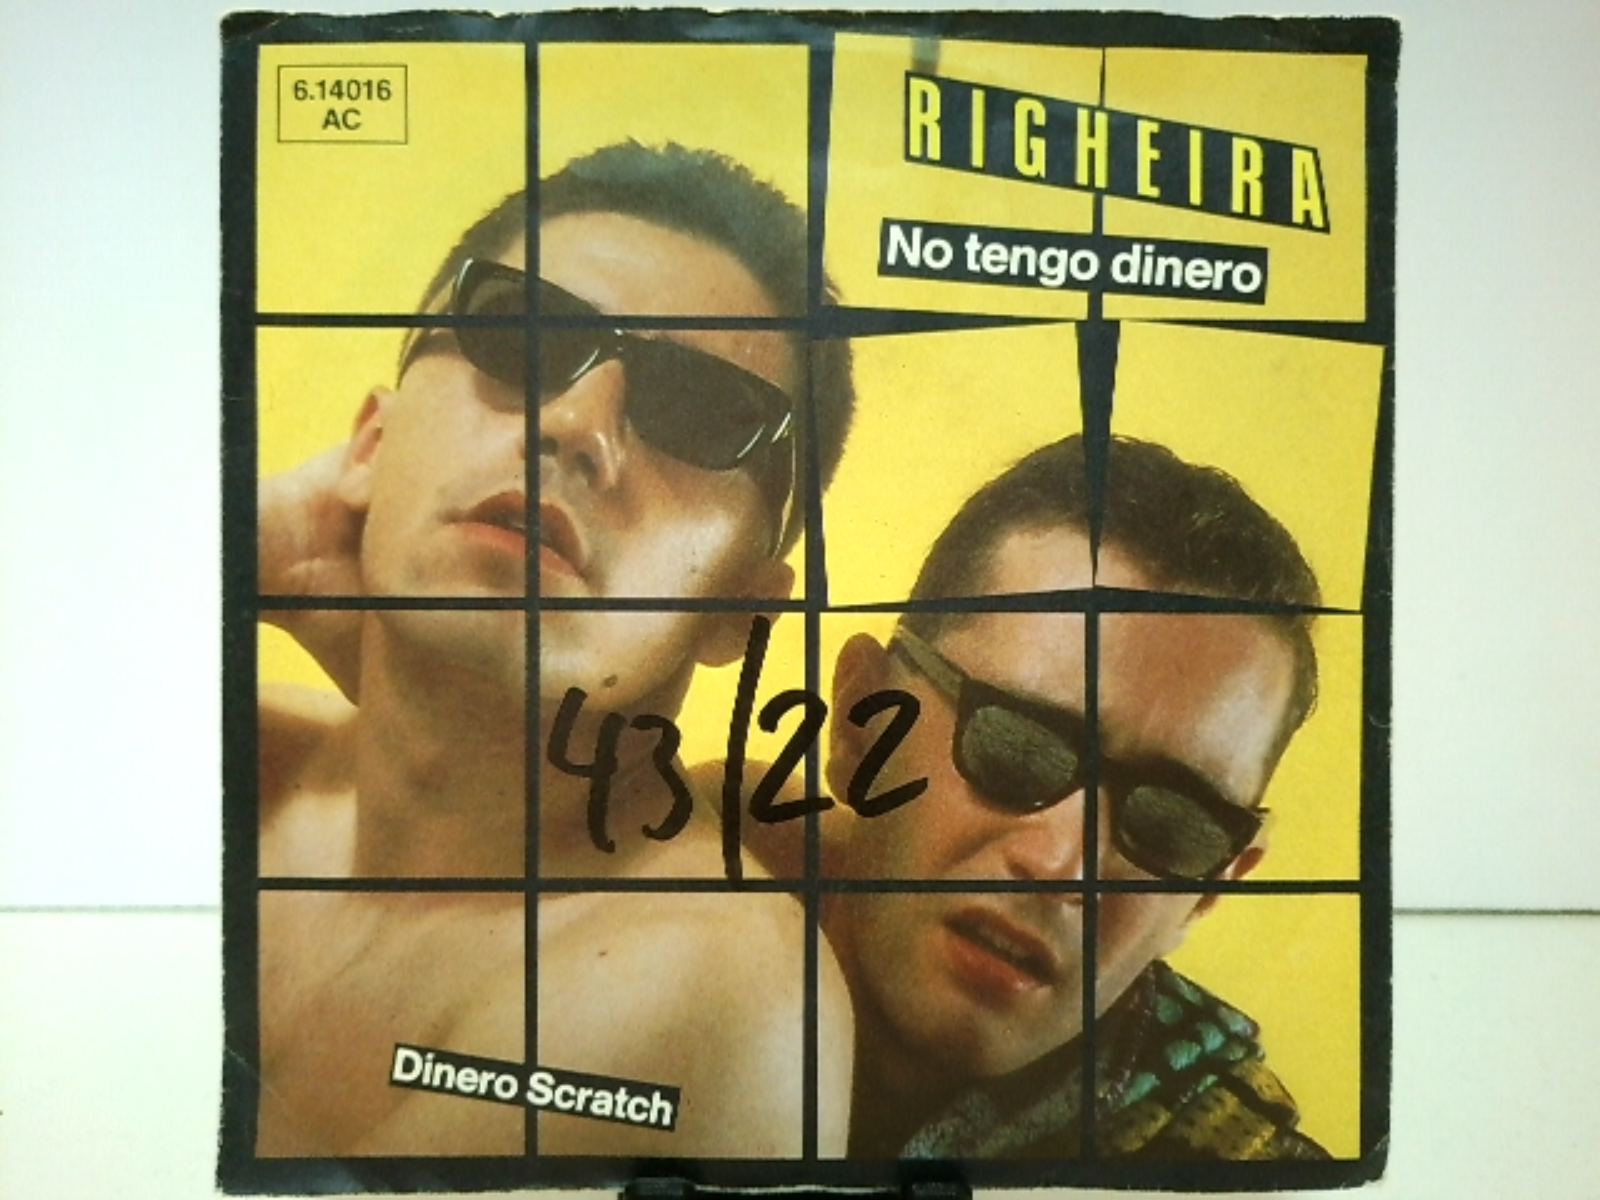 6.14016
AC
RIGHEIRA
No tengo dinero
43/22
Dinero Scratch